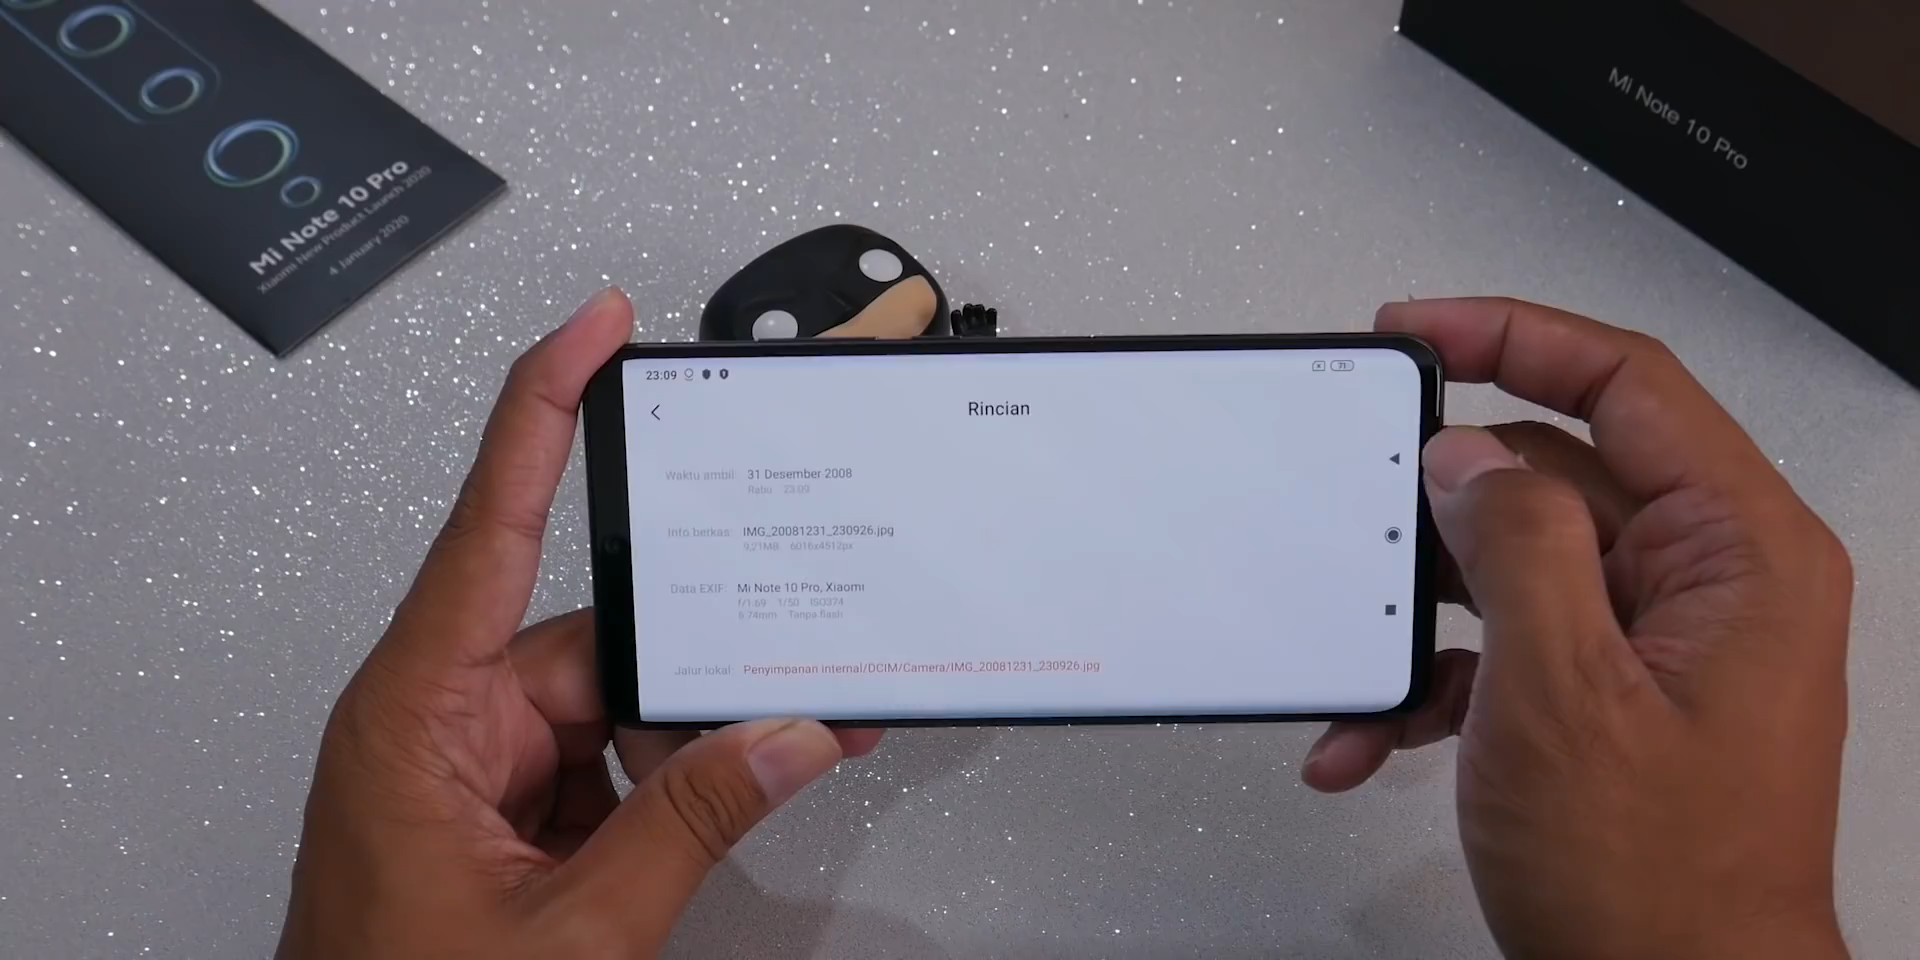 Mi Note 10 Pro
Xiaomi New Product Launch 2020
4 January 2020
Mi Note 10 Pro
23:09
71
Rincian
Waktu ambil: 31 Desember 2008
Rabu 23:09
Info berkas: IMG_20081231_230926.jpg
9,21MB 6016x4512px
Data EXIF: Mi Note 10 Pro, Xiaomi
f/1.69 1/50 ISO374
6.74mm Tanpa flash
Jalur lokal: Penyimpanan internal/DCIM/Camera/IMG_20081231_230926.jpg